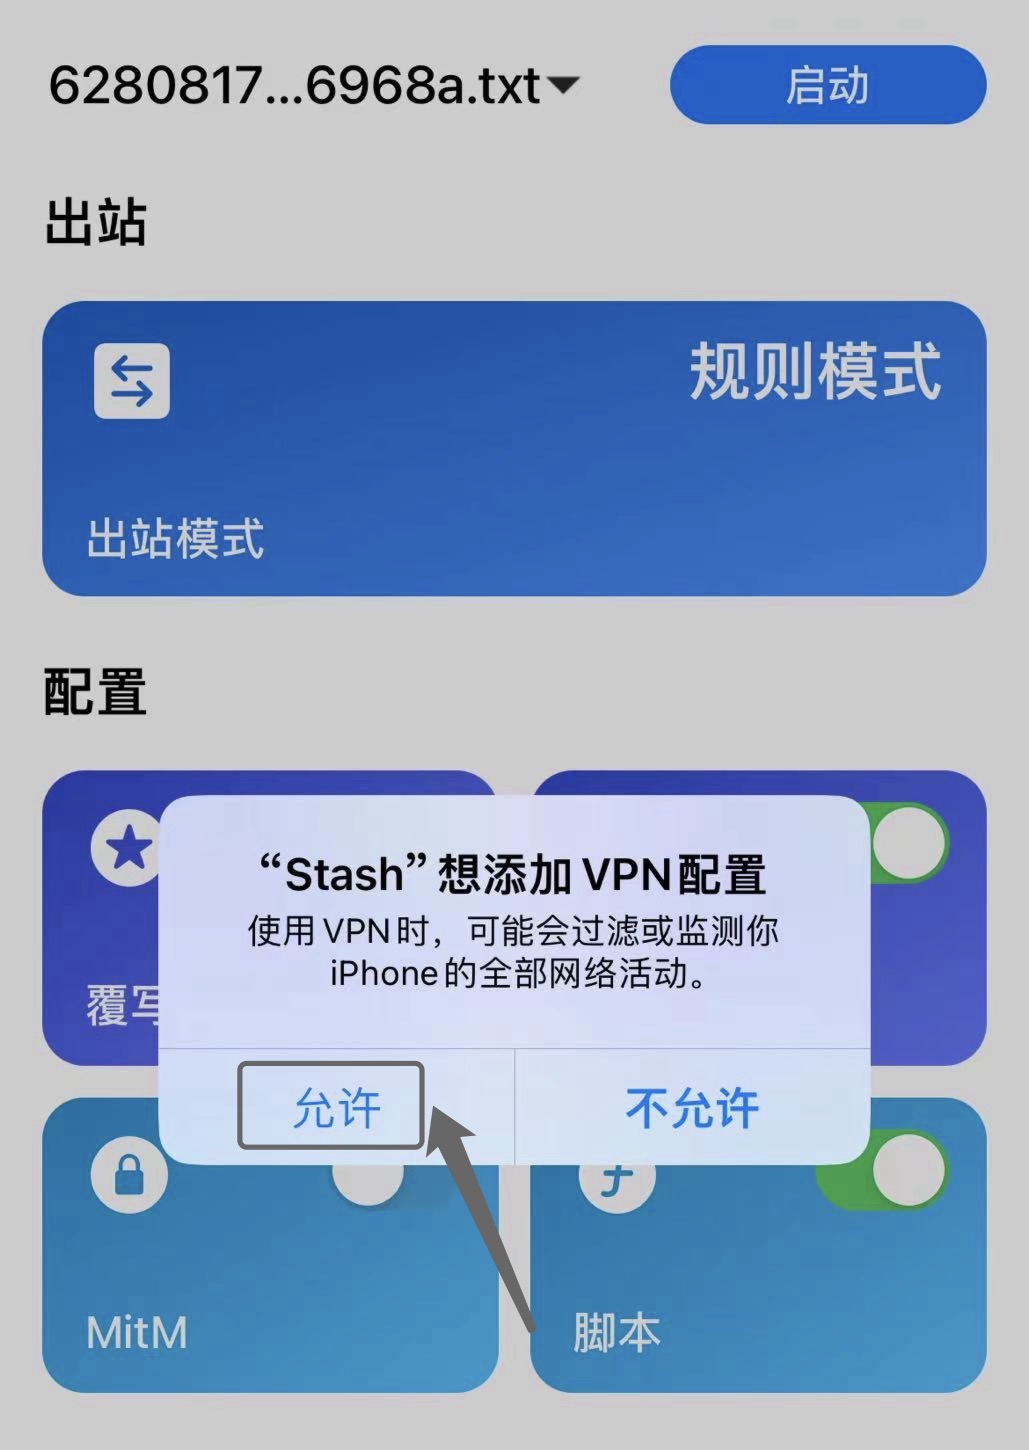 6280817...6968a.txt
启动
出站
规则模式
出站模式
配置
“Stash”想添加 VPN 配置
使用 VPN 时，可能会过滤或监测你
iPhone 的全部网络活动。
覆写
允许
不允许
MitM
脚本